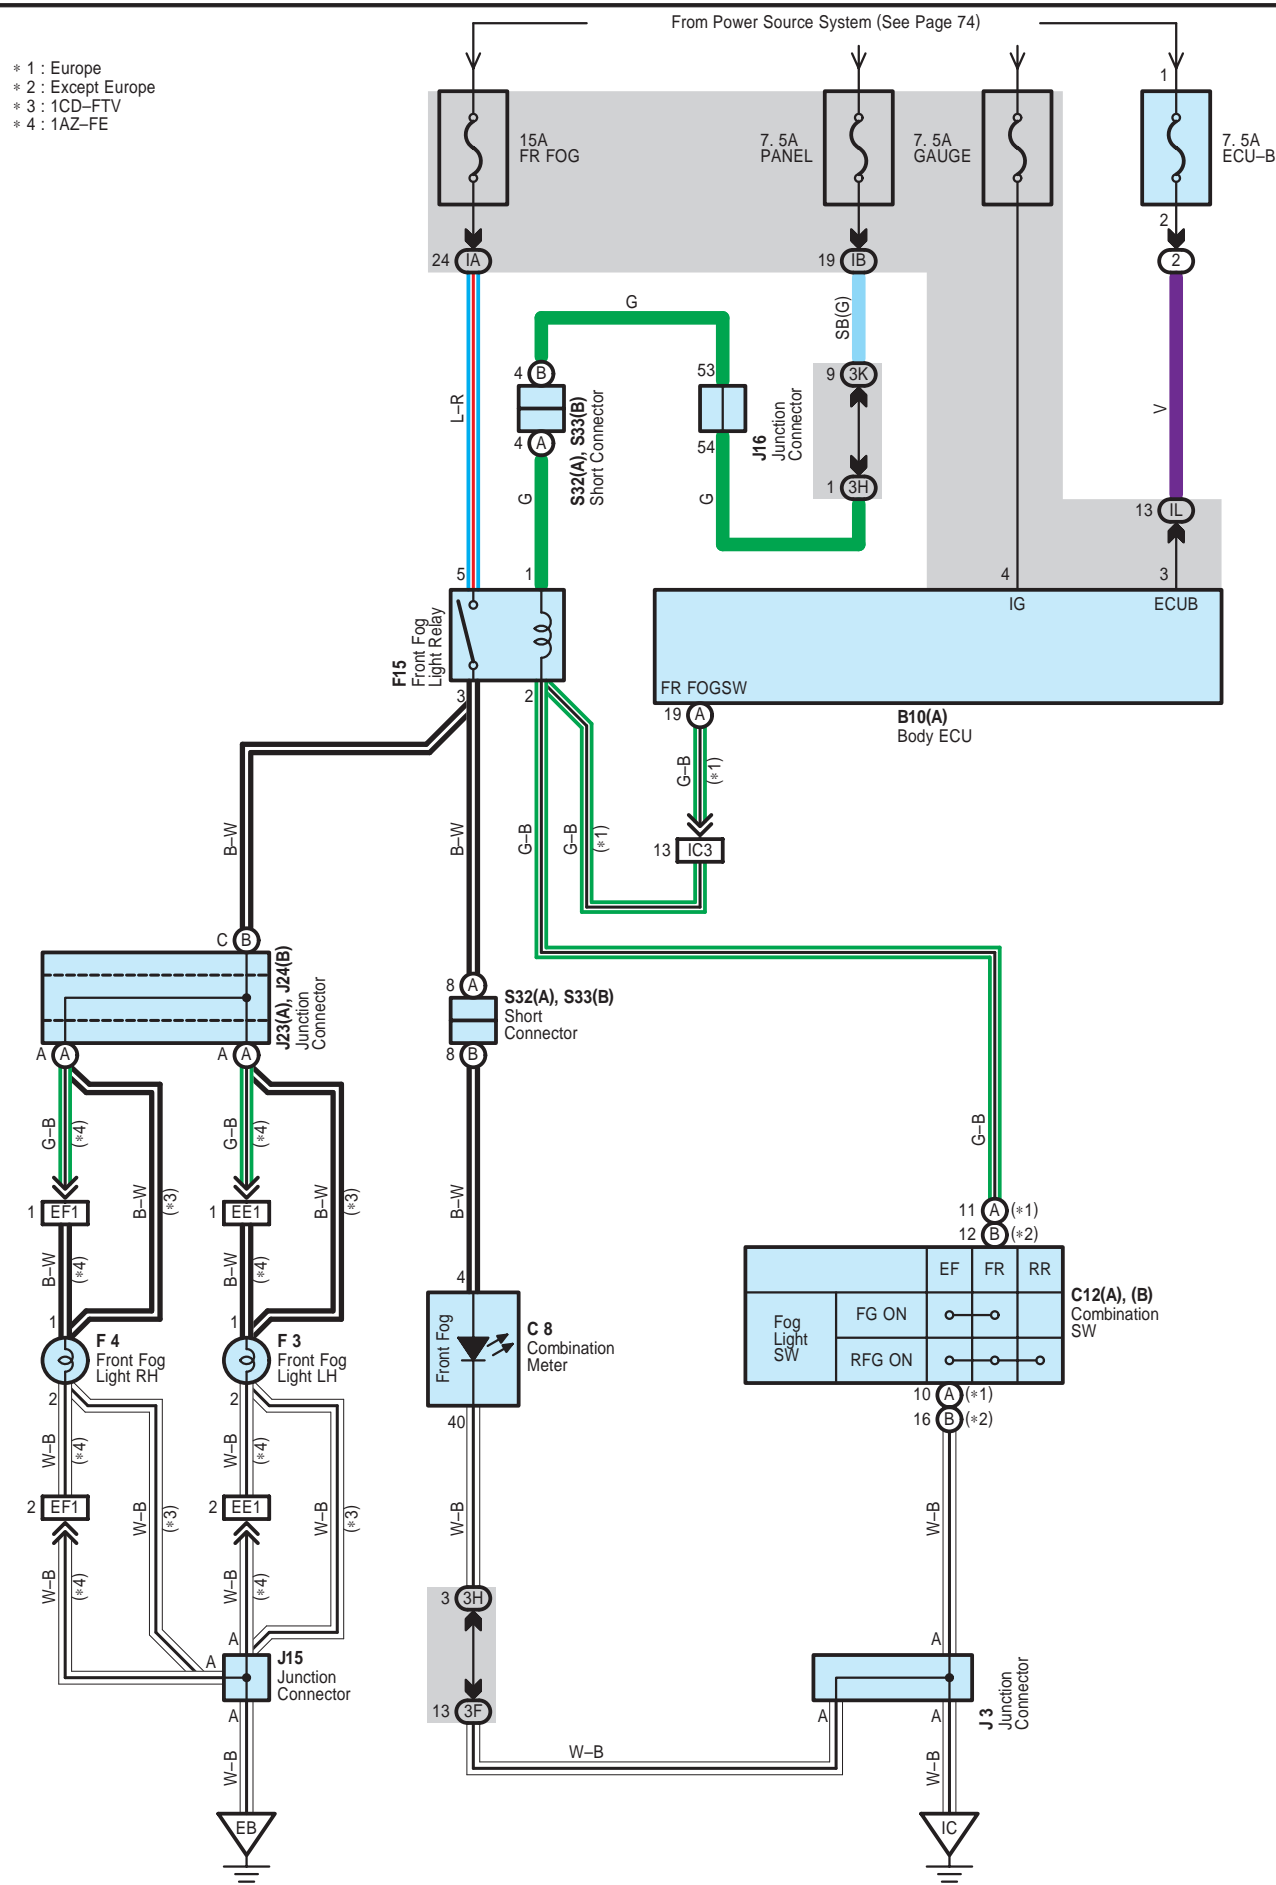 From Power Source System (See Page 74)
* 1 : Europe
* 2 : Except Europe
* 3 : 1CD–FTV
* 4 : 1AZ–FE
1
15A
FR FOG
7. 5A
PANEL
7. 5A
GAUGE
7. 5A
ECU–B
2
24 IA
19 IB
2
G
SB(G)
L–R
4 B
4 A
S32(A), S33(B)
Short Connector
G
53
54
J16
Junction
Connector
G
9 3K
1 3H
V
13 IL
5
1
4
3
IG
ECUB
F15
Front Fog
Light Relay
3
2
FR FOGSW
19 A
B10(A)
Body ECU
G–B
(*1)
13 IC3
B–W
B–W
G–B
G–B
(*1)
C B
J23(A), J24(B)
Junction
Connector
A A
A A
8 A
S32(A), S33(B)
Short
Connector
8 B
G–B
(*4)
B–W
(*3)
G–B
(*4)
B–W
(*3)
B–W
G–B
1 EF1
1 EE1
11 A (*1)
12 B (*2)
B–W
(*4)
B–W
(*4)
4
EF
FR
RR
Fog
Light
SW
FG ON
RFG ON
C12(A), (B)
Combination
SW
1
F 4
Front Fog
Light RH
1
F 3
Front Fog
Light LH
Front Fog
C 8
Combination
Meter
2
2
40
10 A (*1)
16 B (*2)
W–B
(*4)
W–B
(*3)
W–B
(*4)
W–B
(*3)
W–B
W–B
2 EF1
2 EE1
W–B
(*4)
W–B
(*4)
3 3H
A
A
J15
Junction
Connector
A
13 3F
A
A
A
J 3
Junction
Connector
W–B
W–B
W–B
EB
IC